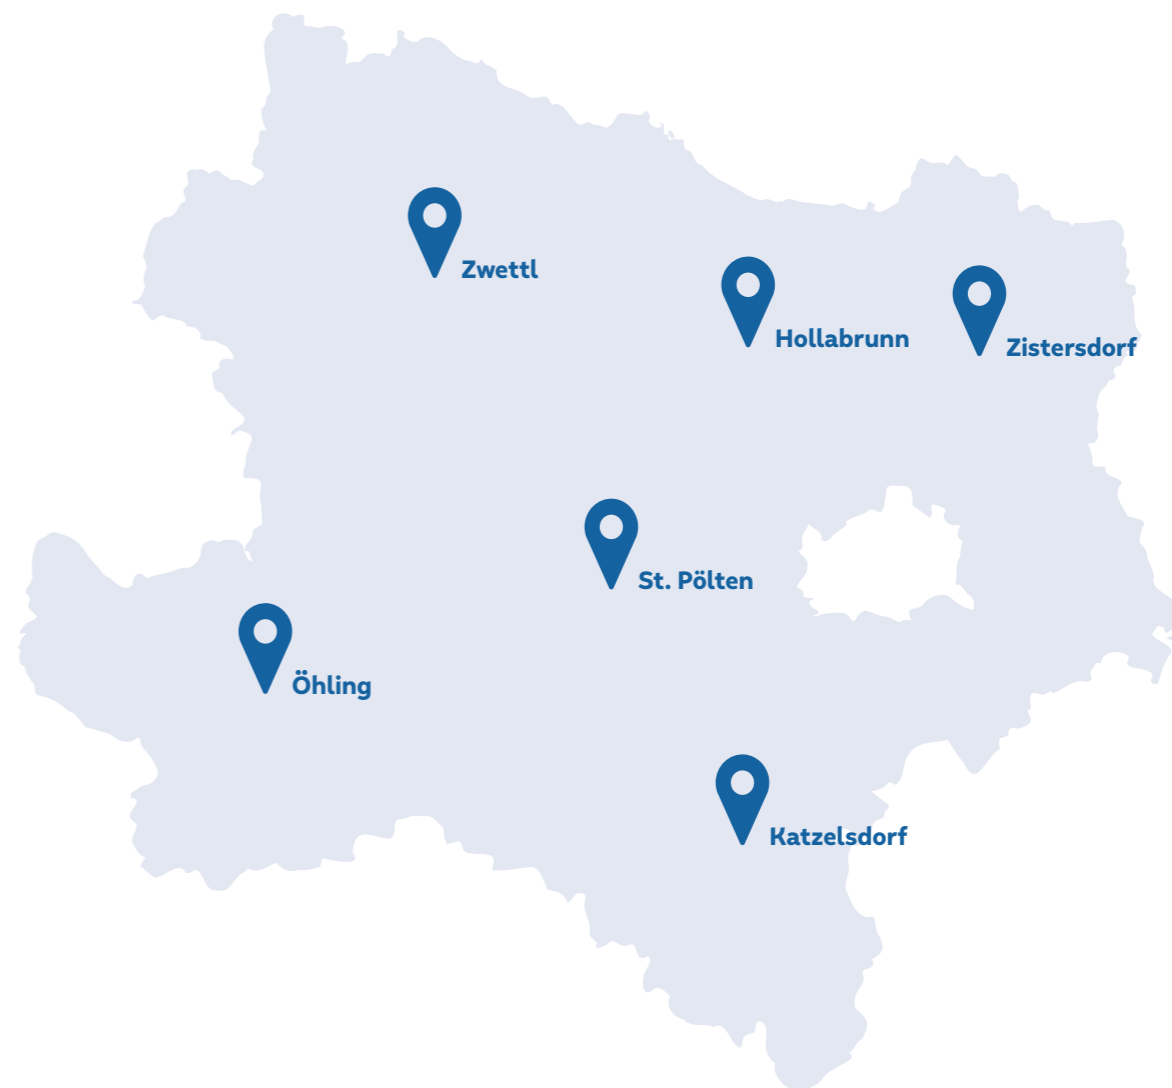 Zwettl
Hollabrunn
Zistersdorf
St. Pölten
Öhling
Katzelsdorf